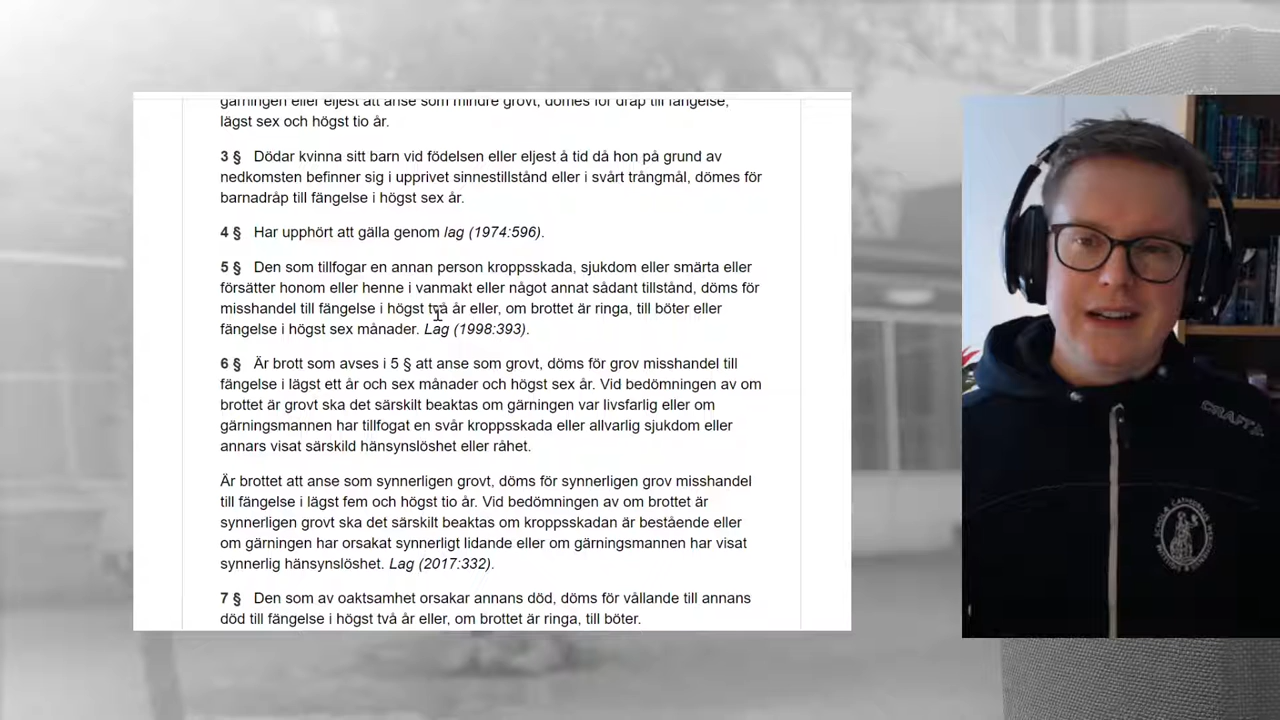 gärningen eller eljest att anse som mindre grovt, dömes för dråp till fängelse,
lägst sex och högst tio år.
3 § Dödar kvinna sitt barn vid födelsen eller eljest å tid då hon på grund av
nedkomsten befinner sig i upprivet sinnestillstånd eller i svårt trångmål, dömes för
barnadråp till fängelse i högst sex år.
4 § Har upphört att gälla genom lag (1974:596).
5 § Den som tillfogar en annan person kroppsskada, sjukdom eller smärta eller
försätter honom eller henne i vanmakt eller något annat sådant tillstånd, döms för
misshandel till fängelse i högst två år eller, om brottet är ringa, till böter eller
fängelse i högst sex månader. Lag (1998:393).
6 § Är brott som avses i 5 § att anse som grovt, döms för grov misshandel till
fängelse i lägst ett år och sex månader och högst sex år. Vid bedömningen av om
brottet är grovt ska det särskilt beaktas om gärningen var livsfarlig eller om
gärningsmannen har tillfogat en svår kroppsskada eller allvarlig sjukdom eller
annars visat särskild hänsynslöshet eller råhet.
Är brottet att anse som synnerligen grovt, döms för synnerligen grov misshandel
till fängelse i lägst fem och högst tio år. Vid bedömningen av om brottet är
synnerligen grovt ska det särskilt beaktas om kroppsskadan är bestående eller
om gärningen har orsakat synnerligt lidande eller om gärningsmannen har visat
synnerlig hänsynslöshet. Lag (2017:332).
7 § Den som av oaktsamhet orsakar annans död, döms för vållande till annans
död till fängelse i högst två år eller, om brottet är ringa, till böter.
CRAFT